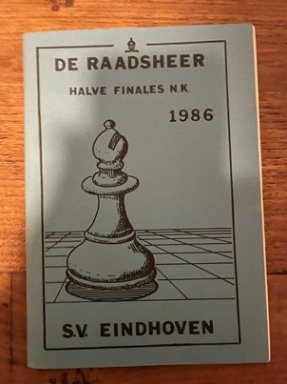 DE RAADSHEER
HALVE FINALES N.K.
1986
S.V. EINDHOVEN